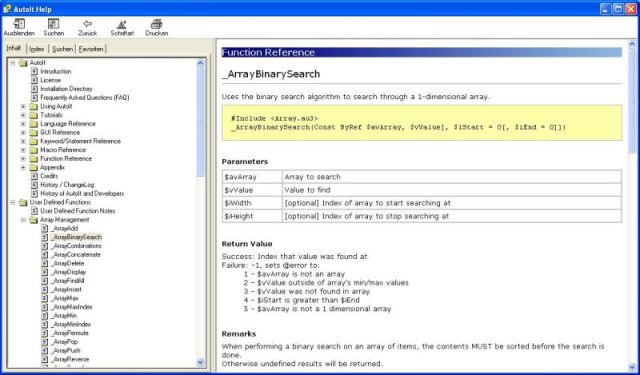 AutoIt Help
Ausblenden Suchen Zurück Schriftart Drucken
Inhalt Index Suchen Favoriten
AutoIt
Introduction
License
Installation Directory
Frequently Asked Questions (FAQ)
Using AutoIt
Tutorials
Language Reference
GUI Reference
Keyword/Statement Reference
Macro Reference
Function Reference
Appendix
Credits
History / ChangeLog
History of AutoIt and Developers
User Defined Functions
User Defined Function Notes
Array Management
_ArrayAdd
_ArrayBinarySearch
_ArrayCombinations
_ArrayConcatenate
_ArrayDelete
_ArrayDisplay
_ArrayFindAll
_ArrayInsert
_ArrayMax
_ArrayMaxIndex
_ArrayMin
_ArrayMinIndex
_ArrayPermute
_ArrayPop
_ArrayPush
_ArrayReverse
Function Reference
_ArrayBinarySearch
Uses the binary search algorithm to search through a 1-dimensional array.
#Include <Array.au3>
_ArrayBinarySearch(Const ByRef $avArray, $vValue[, $iStart = 0[, $iEnd = 0]])
Parameters
$avArray Array to search
$vValue Value to find
$iWidth [optional] Index of array to start searching at
$iHeight [optional] Index of array to stop searching at
Return Value
Success: Index that value was found at
Failure: -1, sets @error to:
1 - $avArray is not an array
2 - $vValue outside of array's min/max values
3 - $vValue was not found in array
4 - $iStart is greater than $iEnd
5 - $avArray is not a 1 dimensional array
Remarks
When performing a binary search on an array of items, the contents MUST be sorted before the search is
done.
Otherwise undefined results will be returned.